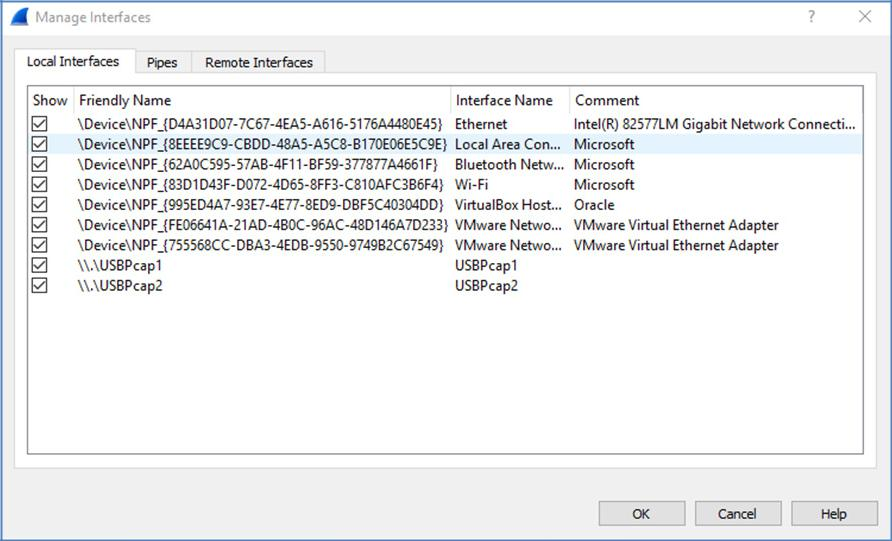 Manage Interfaces ? ×
Local Interfaces Pipes Remote Interfaces
Show Friendly Name Interface Name Comment
\Device\NPF_{D4A31D07-7C67-4EA5-A616-5176A4480E45} Ethernet Intel(R) 82577LM Gigabit Network Connecti...
\Device\NPF_{8EEEE9C9-CBDD-48A5-A5C8-B170E06E5C9E} Local Area Con... Microsoft
\Device\NPF_{62A0C595-57AB-4F11-BF59-377877A4661F} Bluetooth Netw... Microsoft
\Device\NPF_{83D1D43F-D072-4D65-8FF3-C810AFC3B6F4} Wi-Fi Microsoft
\Device\NPF_{995ED4A7-93E7-4E77-8ED9-DBF5C40304DD} VirtualBox Host... Oracle
\Device\NPF_{FE06641A-21AD-4B0C-96AC-48D146A7D233} VMware Netwo... VMware Virtual Ethernet Adapter
\Device\NPF_{755568CC-DBA3-4EDB-9550-9749B2C67549} VMware Netwo... VMware Virtual Ethernet Adapter
\\.\USBPcap1 USBPcap1
\\.\USBPcap2 USBPcap2
OK Cancel Help